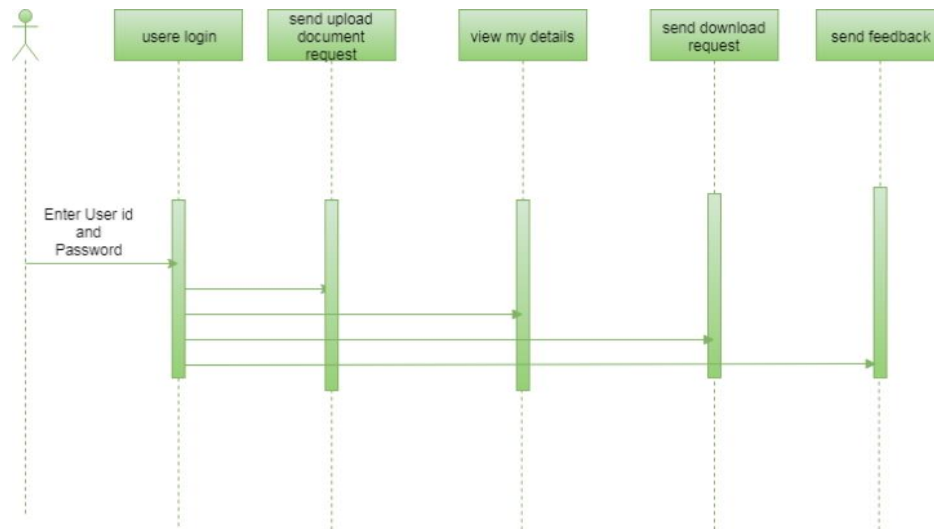 usere login
send upload
document
request
view my details
send download
request
send feedback
Enter User id
and
Password